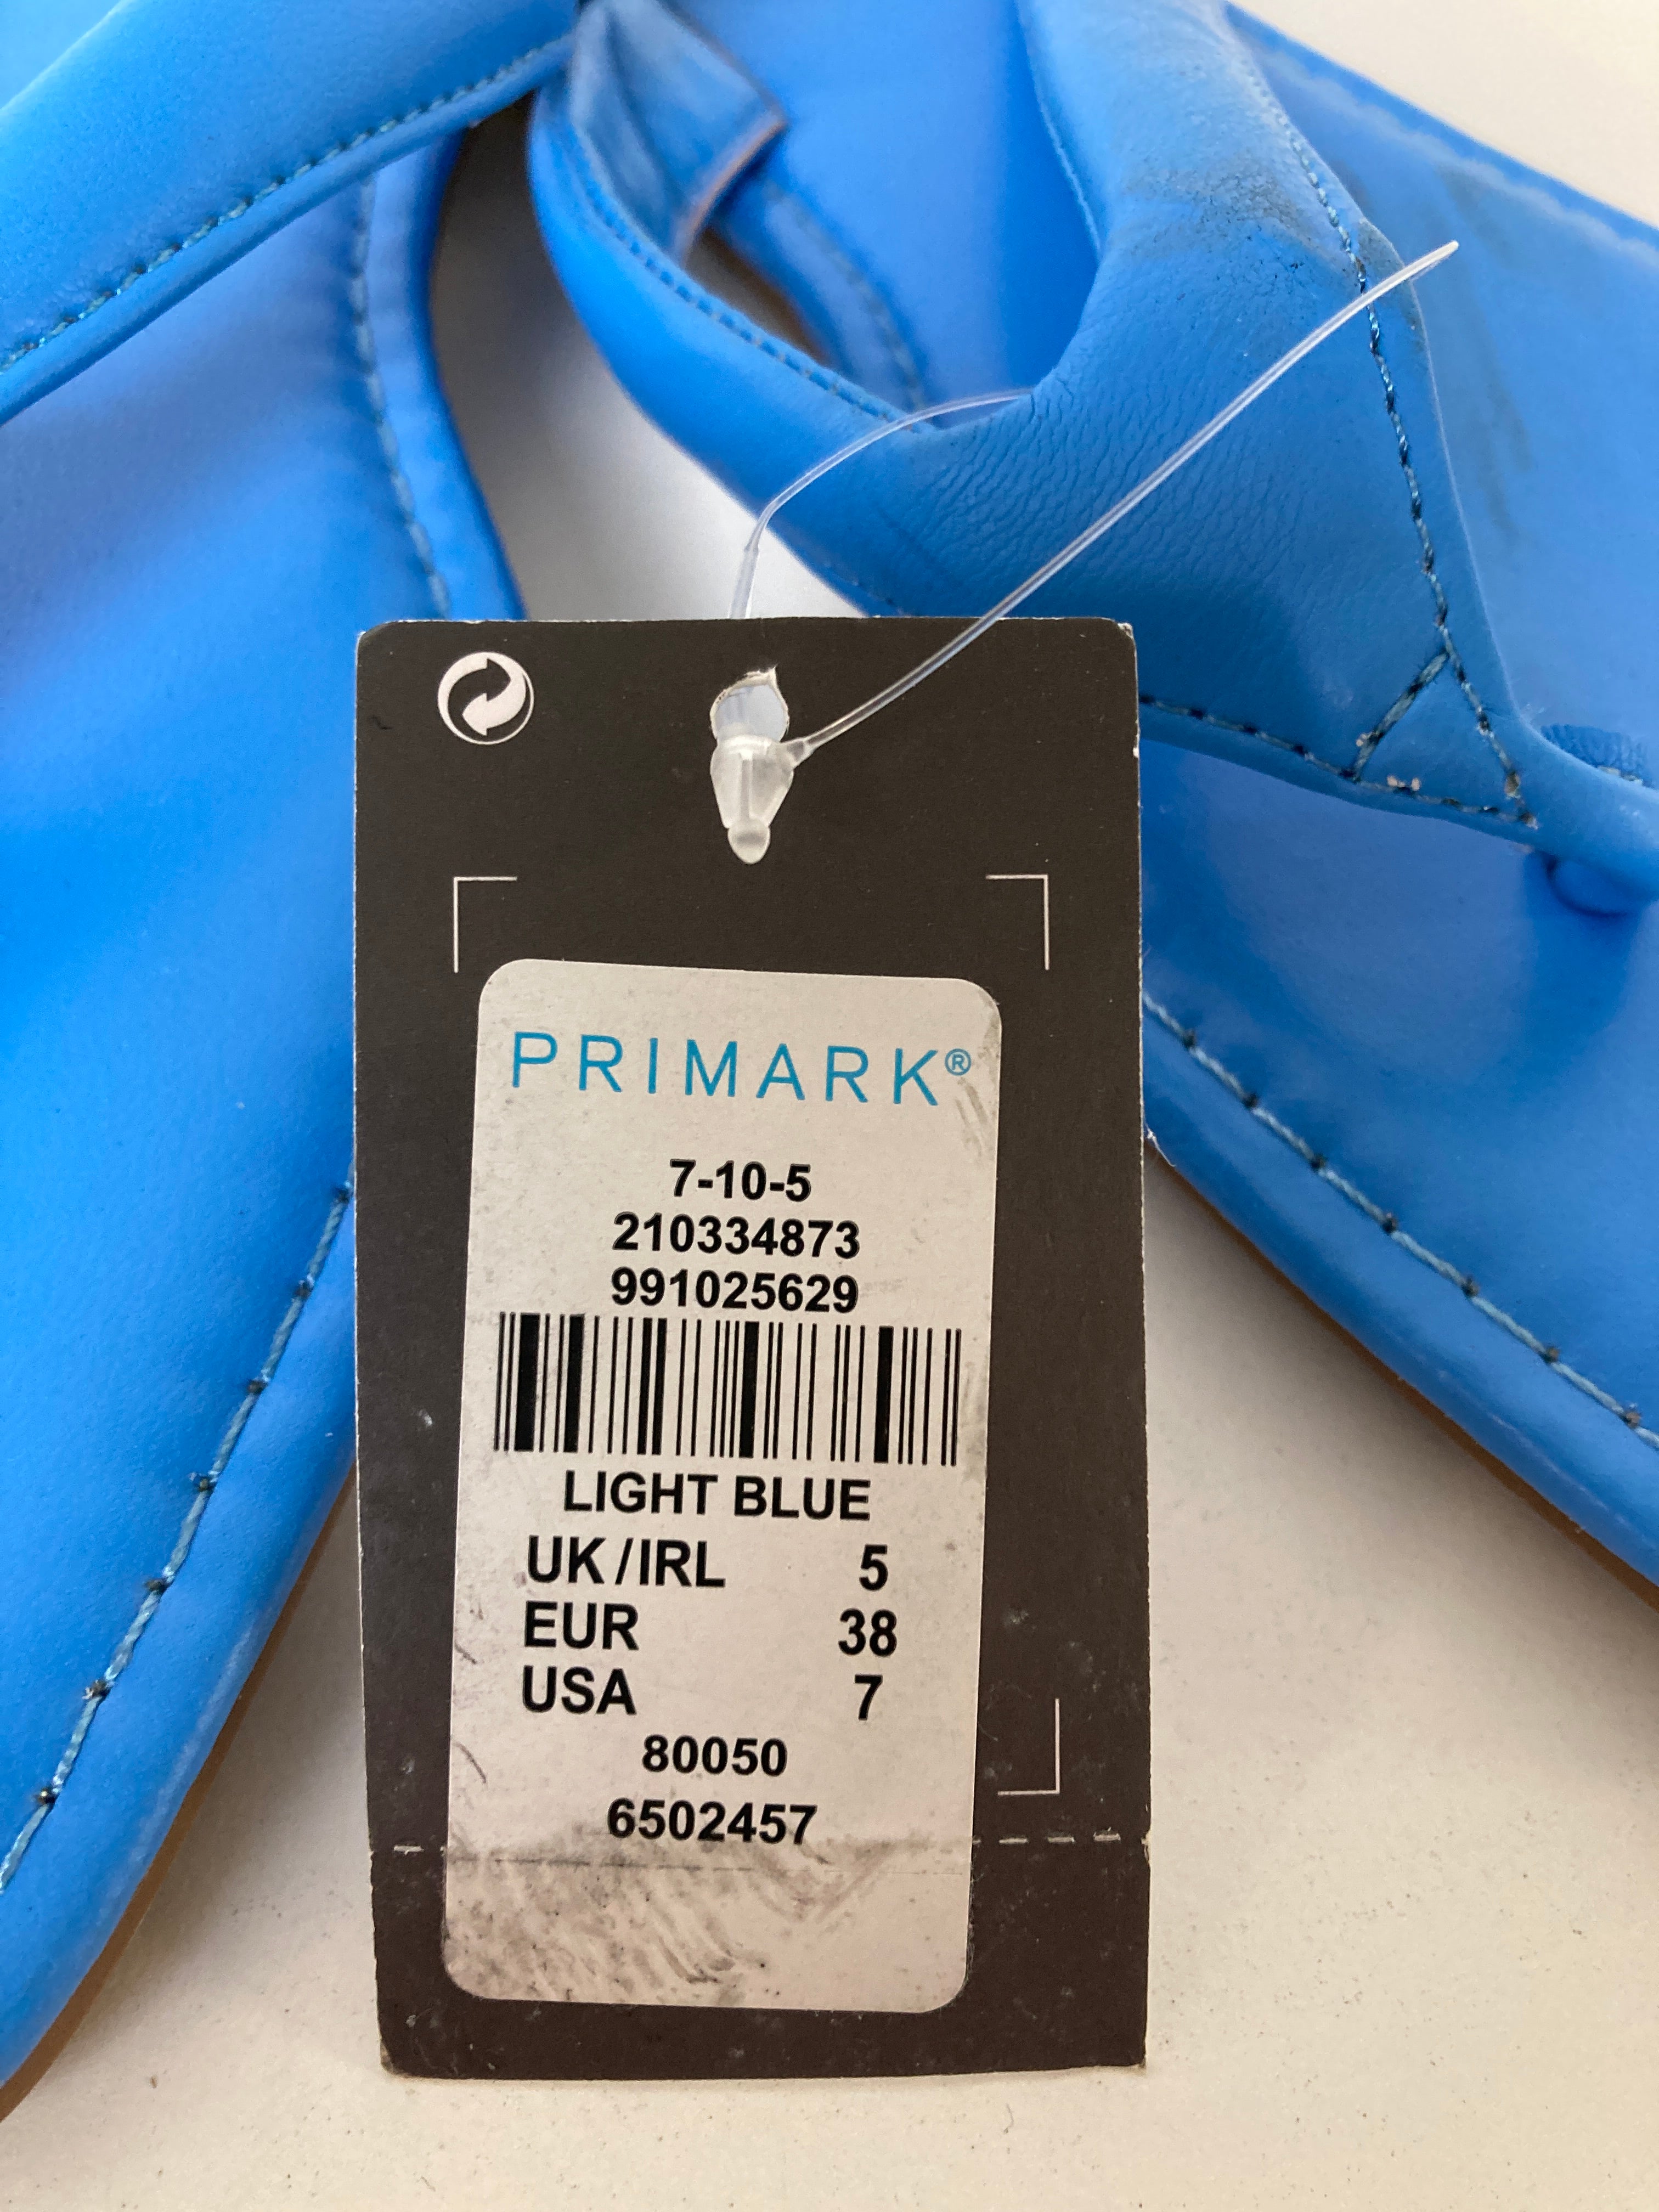 PRIMARK®
7-10-5
210334873
991025629
LIGHT BLUE
UK/IRL 5
EUR 38
USA 7
80050
6502457